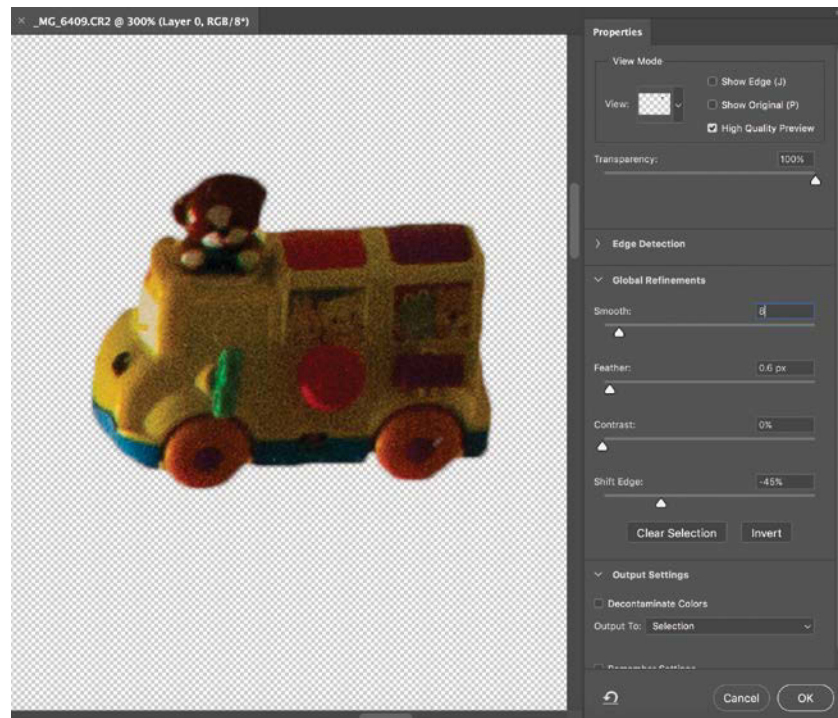 × _MG_6409.CR2 @ 300% (Layer 0, RGB/8*)
Properties
View Mode
Show Edge (J)
View:
Show Original (P)
High Quality Preview
Transparency: 100%
Edge Detection
Global Refinements
Smooth: 8
Feather: 0.6 px
Contrast: 0%
Shift Edge: -45%
Clear Selection Invert
Output Settings
Decontaminate Colors
Output To: Selection
Remember Settings
Cancel OK